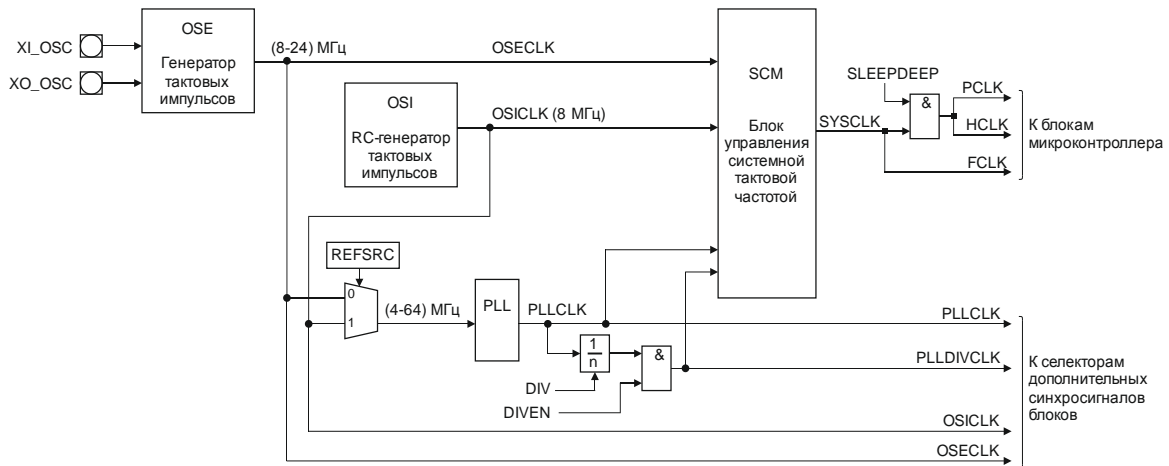 XI_OSC
XO_OSC
OSE
Генератор
тактовых
импульсов
(8-24) МГц
OSECLK
OSI
RC-генератор
тактовых
импульсов
OSICLK (8 МГц)
SCM
Блок
управления
системной
тактовой
частотой
SYSCLK
SLEEPDEEP
&
PCLK
HCLK
FCLK
К блокам
микроконтроллера
REFSRC
0
1
(4-64) МГц
PLL
PLLCLK
1
n
&
DIV
DIVEN
PLLCLK
PLLDIVCLK
OSICLK
OSECLK
К селекторам
дополнительных
синхросигналов
блоков